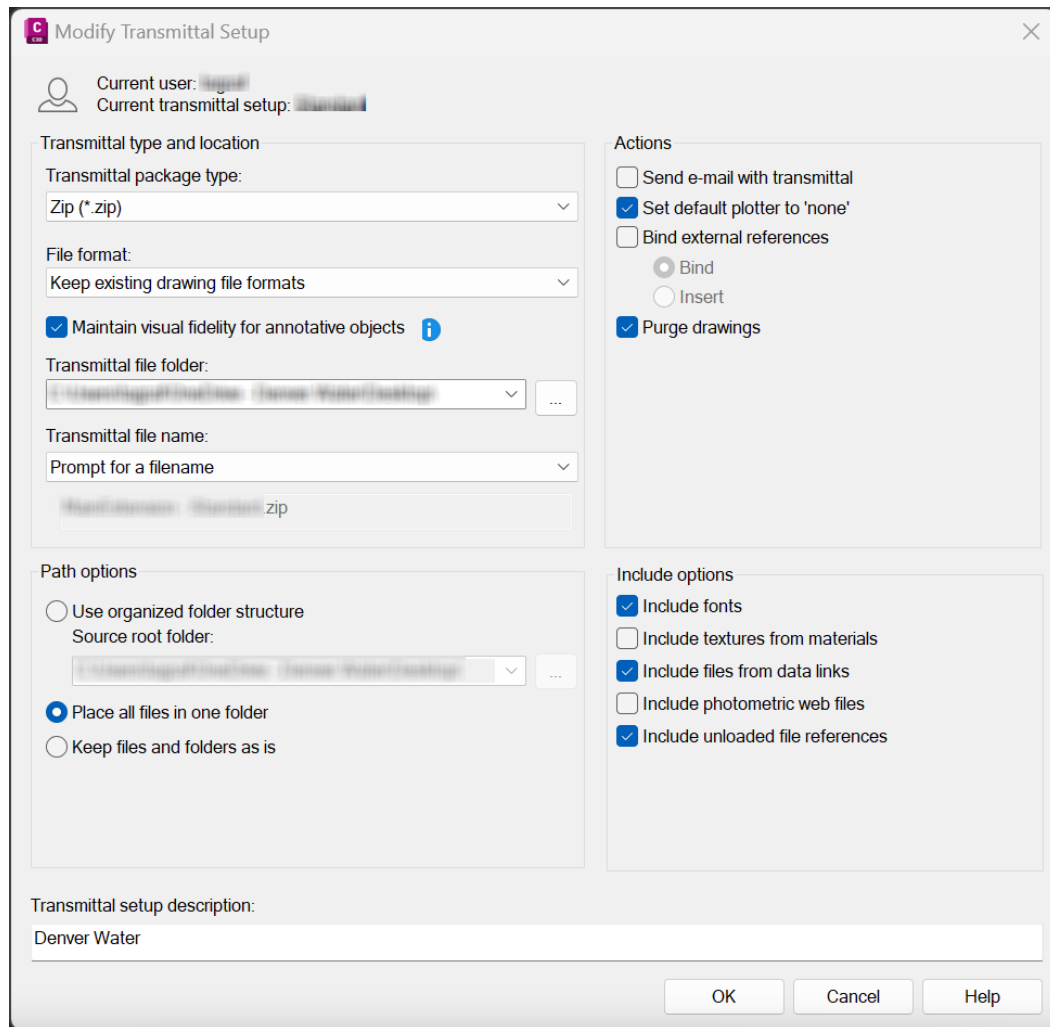 C
C3D
Modify Transmittal Setup
Current user:
Current transmittal setup:
Transmittal type and location
Transmittal package type:
Zip (*.zip)
File format:
Keep existing drawing file formats
Maintain visual fidelity for annotative objects
Transmittal file folder:
...
Transmittal file name:
Prompt for a filename
.zip
Actions
Send e-mail with transmittal
Set default plotter to 'none'
Bind external references
Bind
Insert
Purge drawings
Path options
Use organized folder structure
Source root folder:
...
Place all files in one folder
Keep files and folders as is
Include options
Include fonts
Include textures from materials
Include files from data links
Include photometric web files
Include unloaded file references
Transmittal setup description:
Denver Water
OK
Cancel
Help